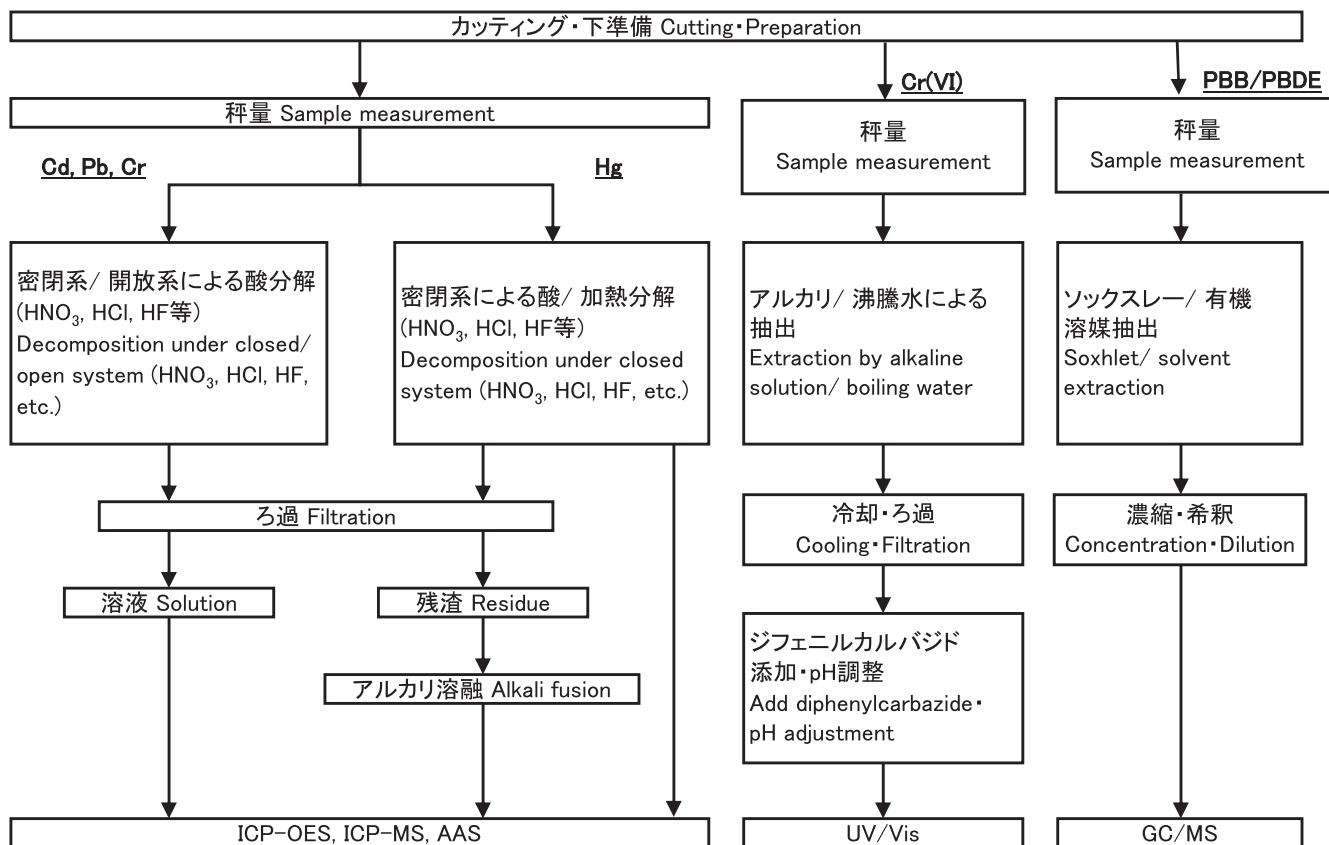 カッティング・下準備 Cutting・Preparation
秤量 Sample measurement
Cd, Pb, Cr
Hg
密閉系/ 開放系による酸分解
(HNO₃, HCl, HF等)
Decomposition under closed/
open system (HNO₃, HCl, HF,
etc.)
密閉系による酸/ 加熱分解
(HNO₃, HCl, HF等)
Decomposition under closed
system (HNO₃, HCl, HF, etc.)
ろ過 Filtration
溶液 Solution
残渣 Residue
アルカリ溶融 Alkali fusion
ICP-OES, ICP-MS, AAS
Cr(VI)
秤量
Sample measurement
アルカリ/ 沸騰水による
抽出
Extraction by alkaline
solution/ boiling water
冷却・ろ過
Cooling・Filtration
ジフェニルカルバジド
添加・pH調整
Add diphenylcarbazide・
pH adjustment
UV/Vis
PBB/PBDE
秤量
Sample measurement
ソックスレー/ 有機
溶媒抽出
Soxhlet/ solvent
extraction
濃縮・希釈
Concentration・Dilution
GC/MS